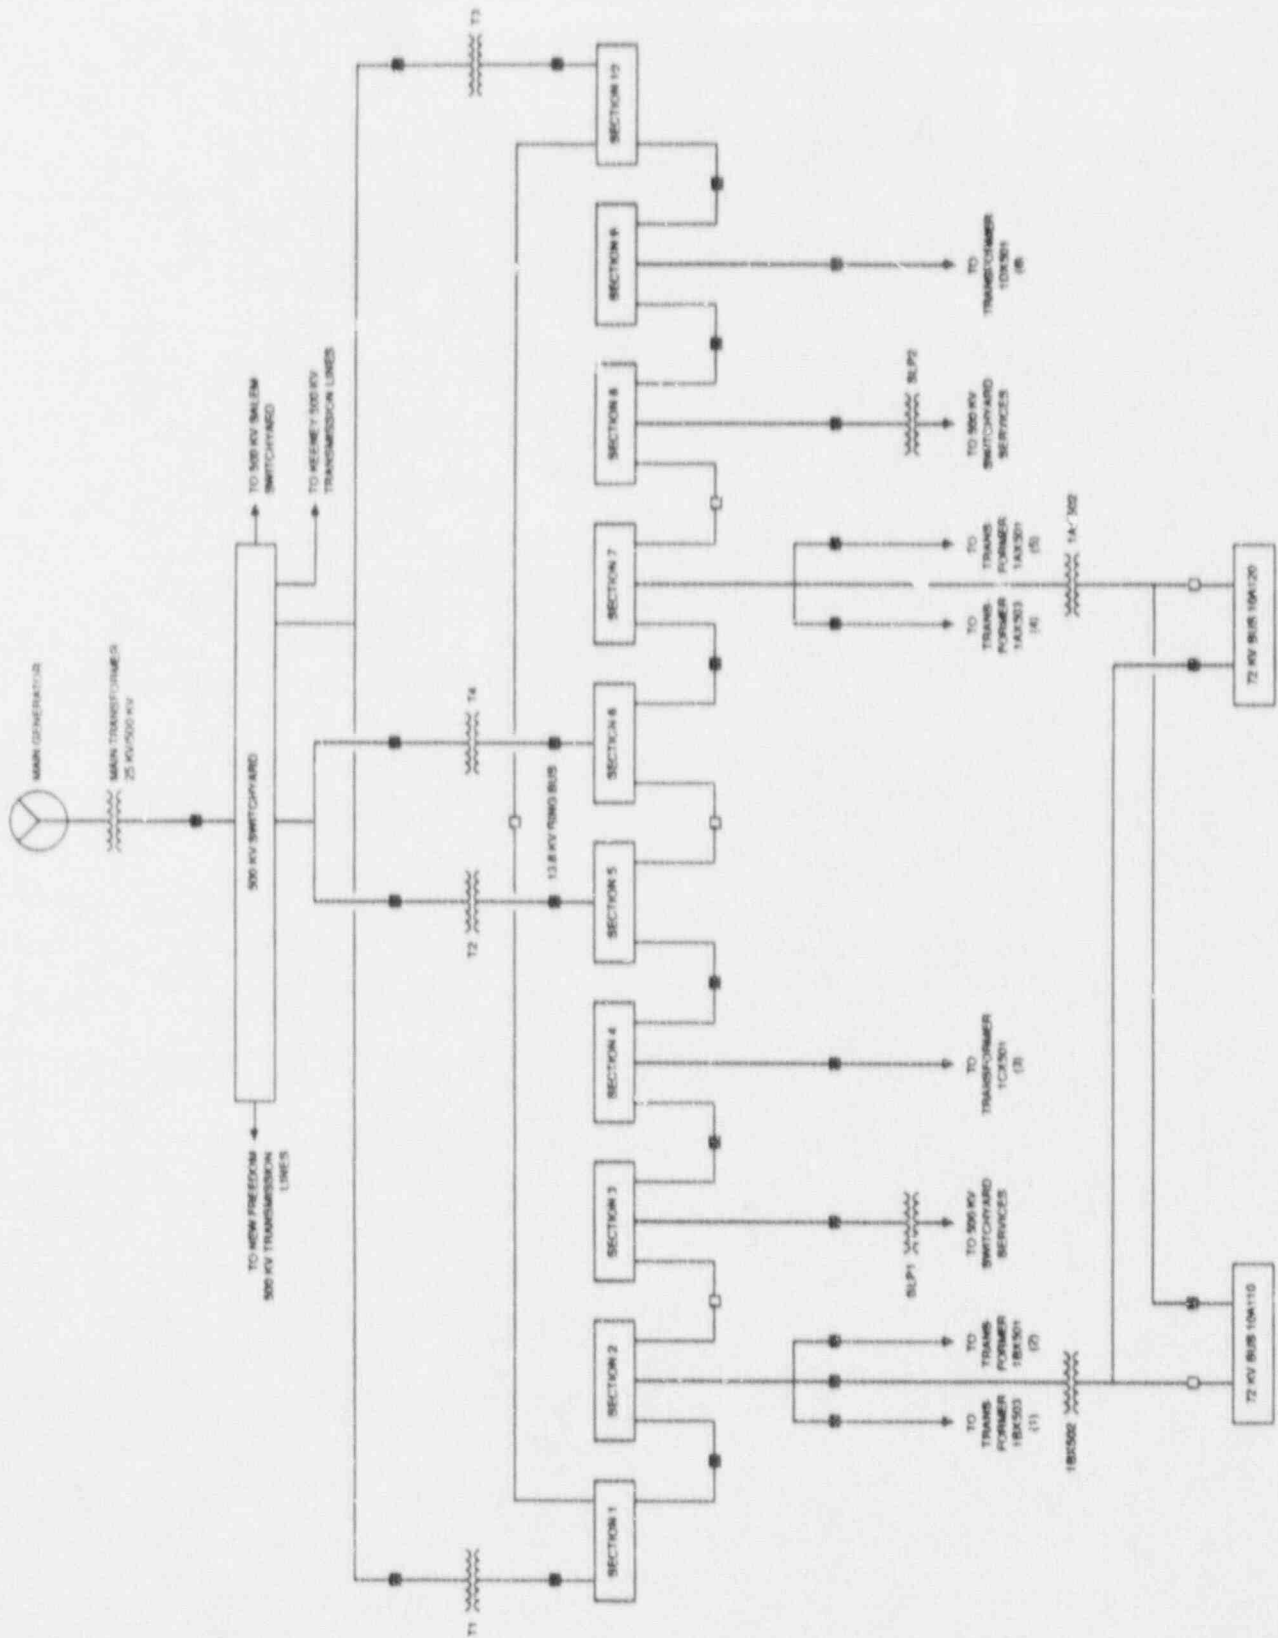 MAIN GENERATOR
MAIN TRANSFORMER
25 KV/500 KV
500 KV SWITCHYARD
TO NEW FREEDOM
500 KV TRANSMISSION
LINES
TO 500 KV SALEM
SWITCHYARD
TO KEENEY 500 KV
TRANSMISSION LINES
T1
T2
T4
T3
13.8 KV RING BUS
SECTION 1
SECTION 2
SECTION 3
SECTION 4
SECTION 5
SECTION 6
SECTION 7
SECTION 8
SECTION 9
SECTION 10
TO
TRANS-
FORMER
1BX503
(1)
TO
TRANS-
FORMER
1BX501
(2)
SLP1
TO 500 KV
SWITCHYARD
SERVICES
TO
TRANSFORMER
1CX501
(3)
TO
TRANS-
FORMER
1AX503
(4)
TO
TRANS
FORMER
1AX501
(5)
SLP2
TO 500 KV
SWITCHYARD
SERVICES
TO
TRANSFORMER
1DX501
(6)
1BX502
72 KV BUS 10A110
72 KV BUS 10A120